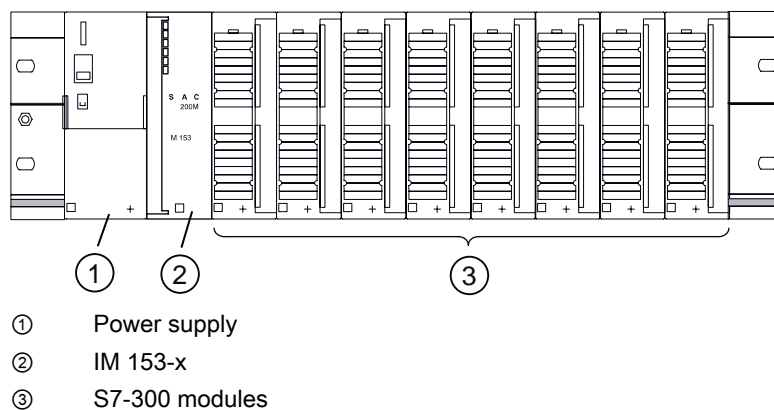 S A C
200M
M 153
① ② ③
① Power supply
② IM 153-x
③ S7-300 modules